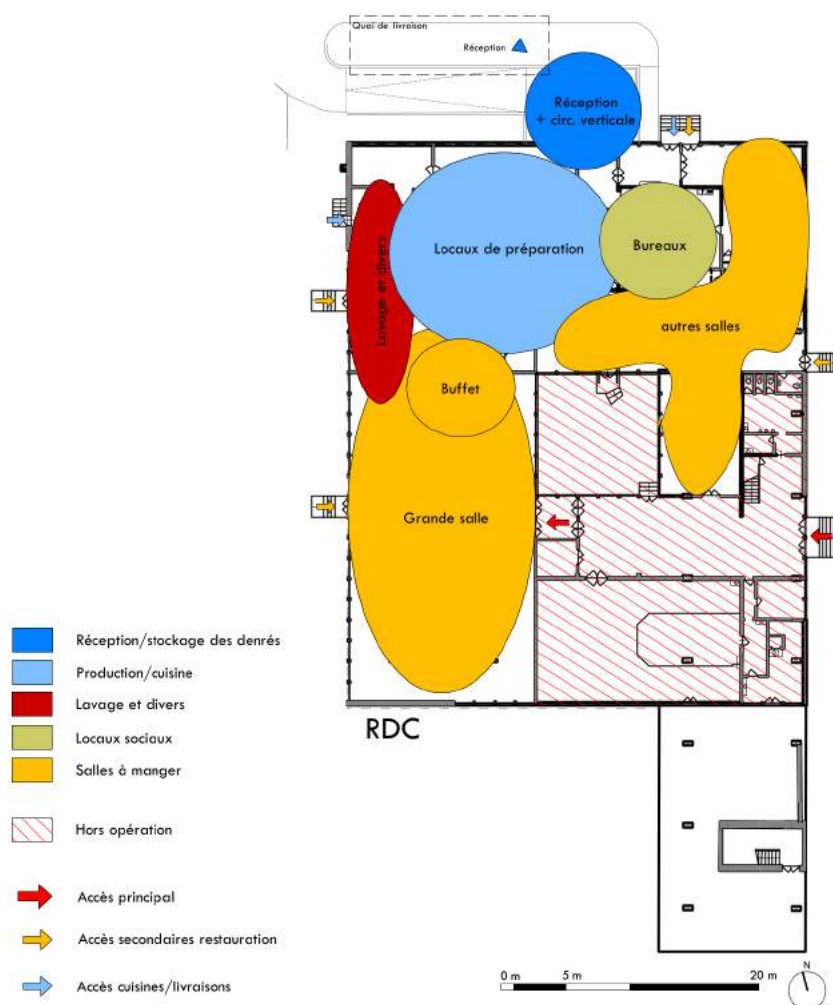 Quai de livraison
Réception
Réception
+ circ. verticale
Locaux de préparation
Bureaux
Lavage et divers
autres salles
Buffet
Grande salle
Réception/stockage des denrés
Production/cuisine
Lavage et divers
Locaux sociaux
Salles à manger
RDC
Hors opération
Accès principal
Accès secondaires restauration
Accès cuisines/livraisons
0 m 5 m 20 m
N